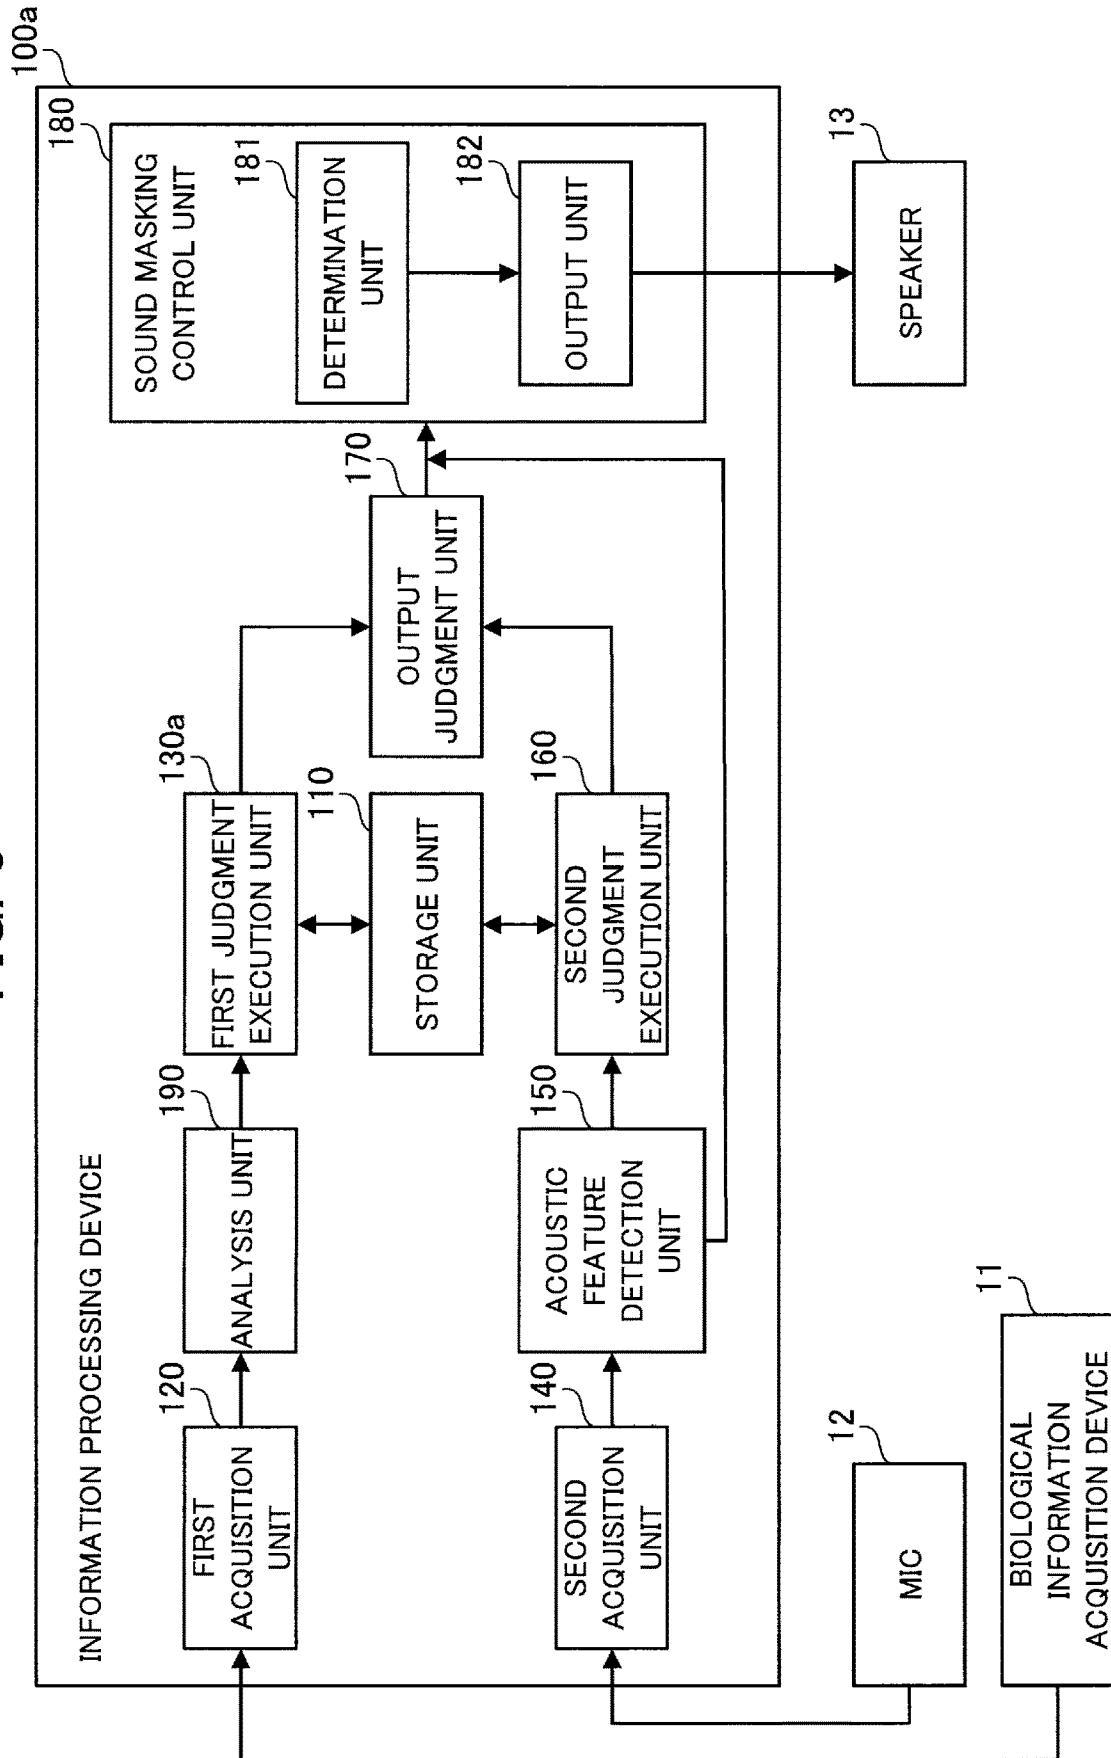 INFORMATION PROCESSING DEVICE
100a
120
FIRST
ACQUISITION
UNIT
190
ANALYSIS UNIT
130a
FIRST JUDGMENT
EXECUTION UNIT
110
STORAGE UNIT
140
SECOND
ACQUISITION
UNIT
150
ACOUSTIC
FEATURE
DETECTION
UNIT
160
SECOND
JUDGMENT
EXECUTION UNIT
170
OUTPUT
JUDGMENT UNIT
180
SOUND MASKING
CONTROL UNIT
181
DETERMINATION
UNIT
182
OUTPUT UNIT
12
MIC
13
SPEAKER
11
BIOLOGICAL
INFORMATION
ACQUISITION DEVICE